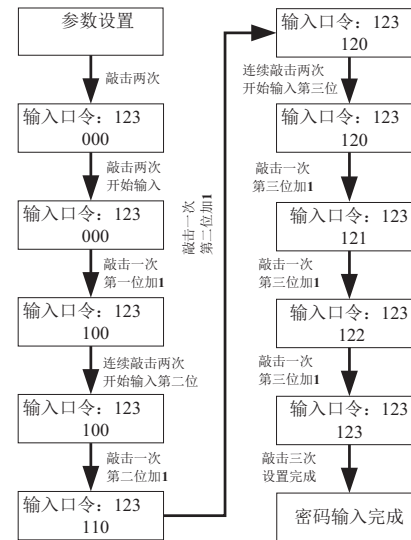 参数设置
敲击两次
输入口令：123
000
敲击两次
开始输入
输入口令：123
000
敲击一次
第一位加1
输入口令：123
100
连续敲击两次
开始输入第二位
输入口令：123
100
敲击一次
第二位加1
输入口令：123
110
敲击一次
第二位加1
输入口令：123
120
连续敲击两次
开始输入第三位
输入口令：123
120
敲击一次
第三位加1
输入口令：123
121
敲击一次
第三位加1
输入口令：123
122
敲击一次
第三位加1
输入口令：123
123
敲击三次
设置完成
密码输入完成